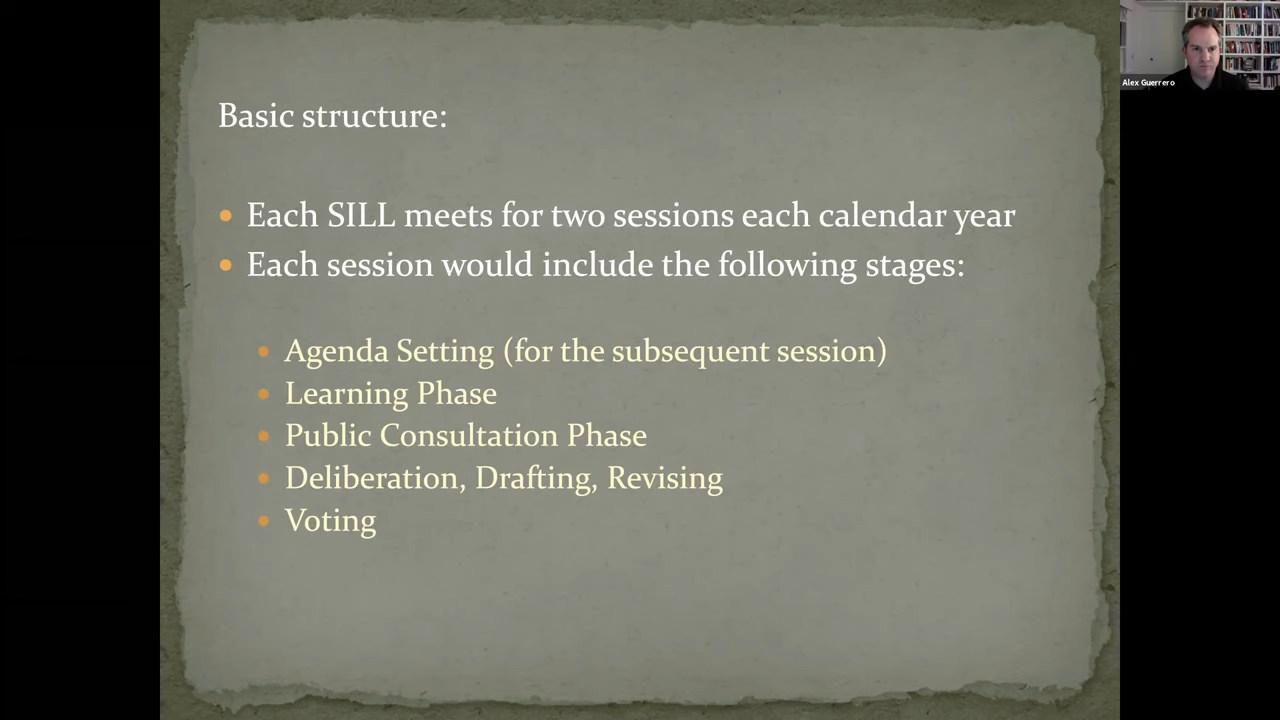 Basic structure:
Each SILL meets for two sessions each calendar year
Each session would include the following stages:
Agenda Setting (for the subsequent session)
Learning Phase
Public Consultation Phase
Deliberation, Drafting, Revising
Voting
Alex Guerrero